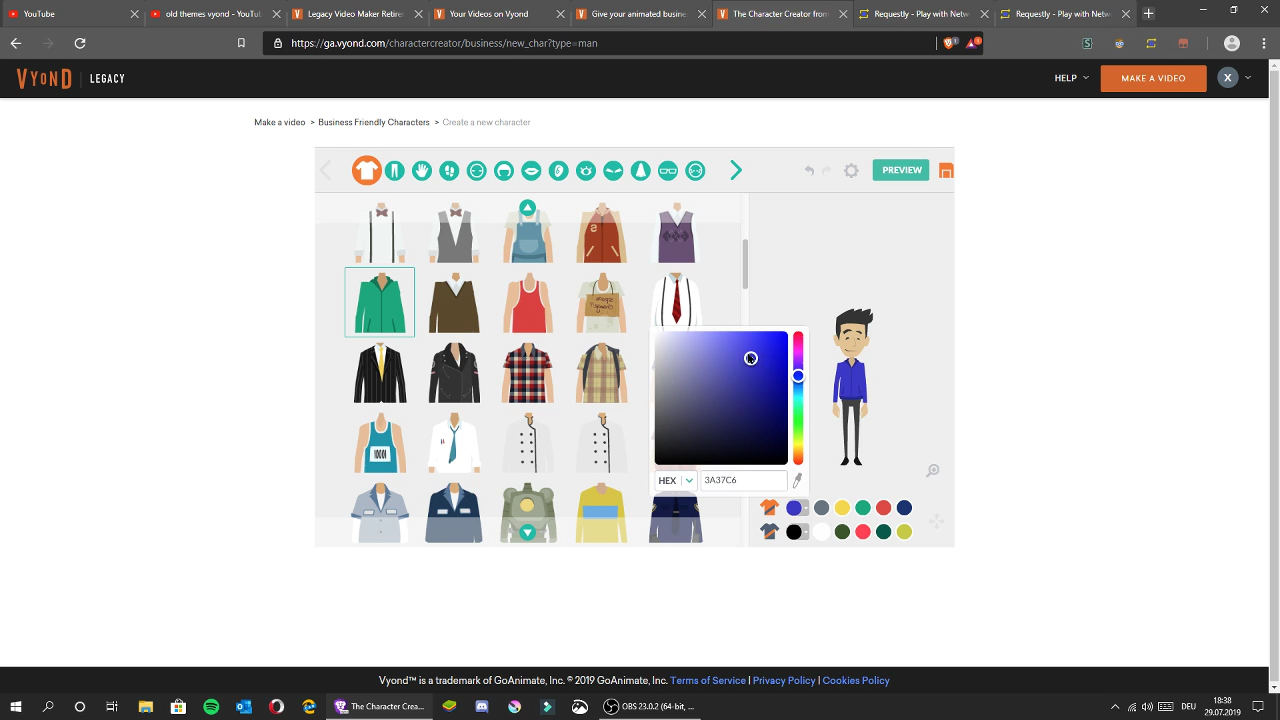 YouTube
old themes vyond - YouTu
Legacy Video Maker Retire
Your Videos on Vyond
Give your animated busine
The Character Creator from
Requestly - Play with Netw
Requestly - Play with Netw
https://ga.vyond.com/charactercreator/business/new_char?type=man
VYOND LEGACY
HELP
MAKE A VIDEO
X
Make a video > Business Friendly Characters > Create a new character
PREVIEW
S
10001
HEX
3A37C6
Vyond™ is a trademark of GoAnimate, Inc. © 2019 GoAnimate, Inc. Terms of Service | Privacy Policy | Cookies Policy
The Character Crea...
OBS 23.0.2 (64-bit, ...
DEU
18:38
29.07.2019